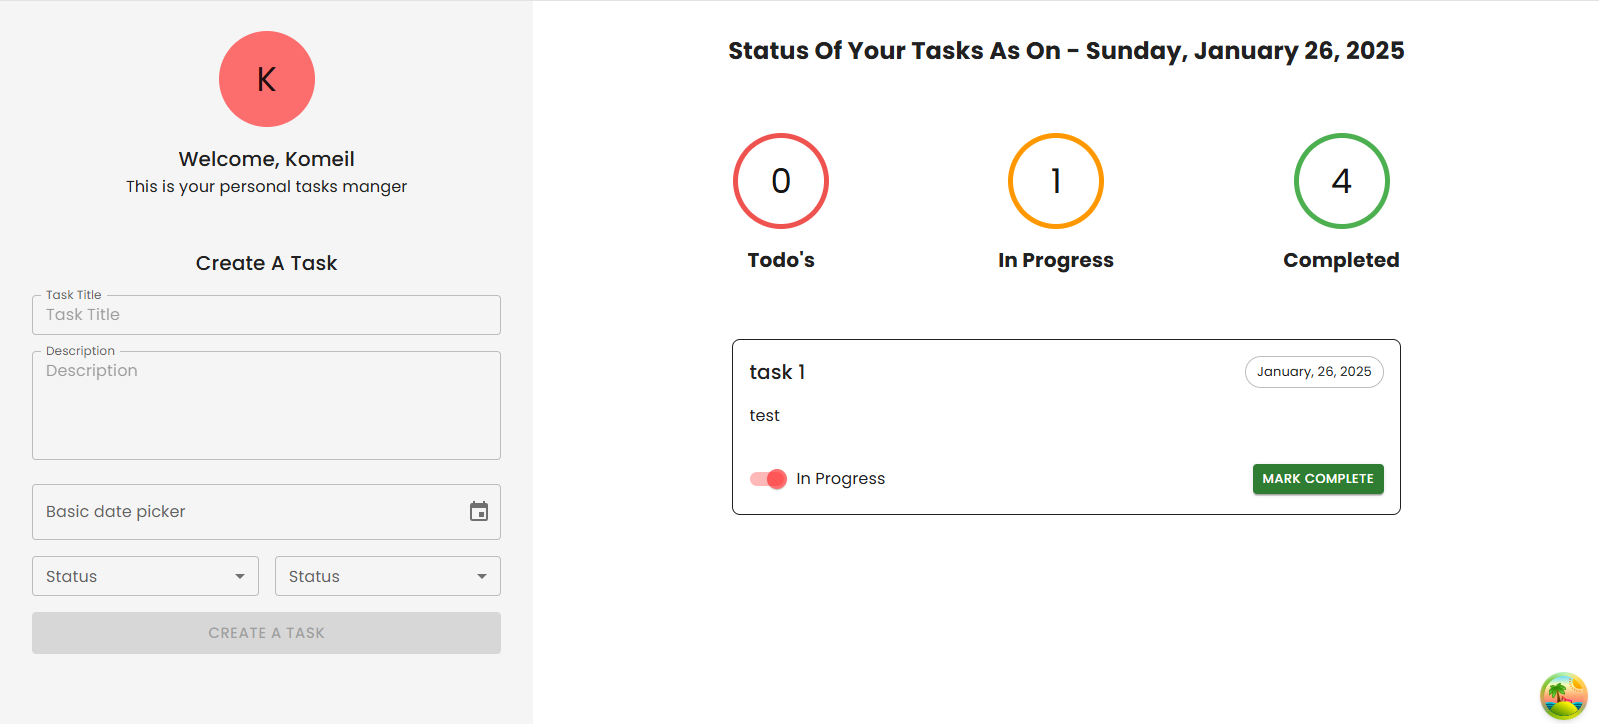 K
Welcome, Komeil
This is your personal tasks manger
Create A Task
Task Title
Task Title
Description
Description
Basic date picker
Status
Status
CREATE A TASK
Status Of Your Tasks As On - Sunday, January 26, 2025
0
1
4
Todo's
In Progress
Completed
task 1
January, 26, 2025
test
In Progress
MARK COMPLETE